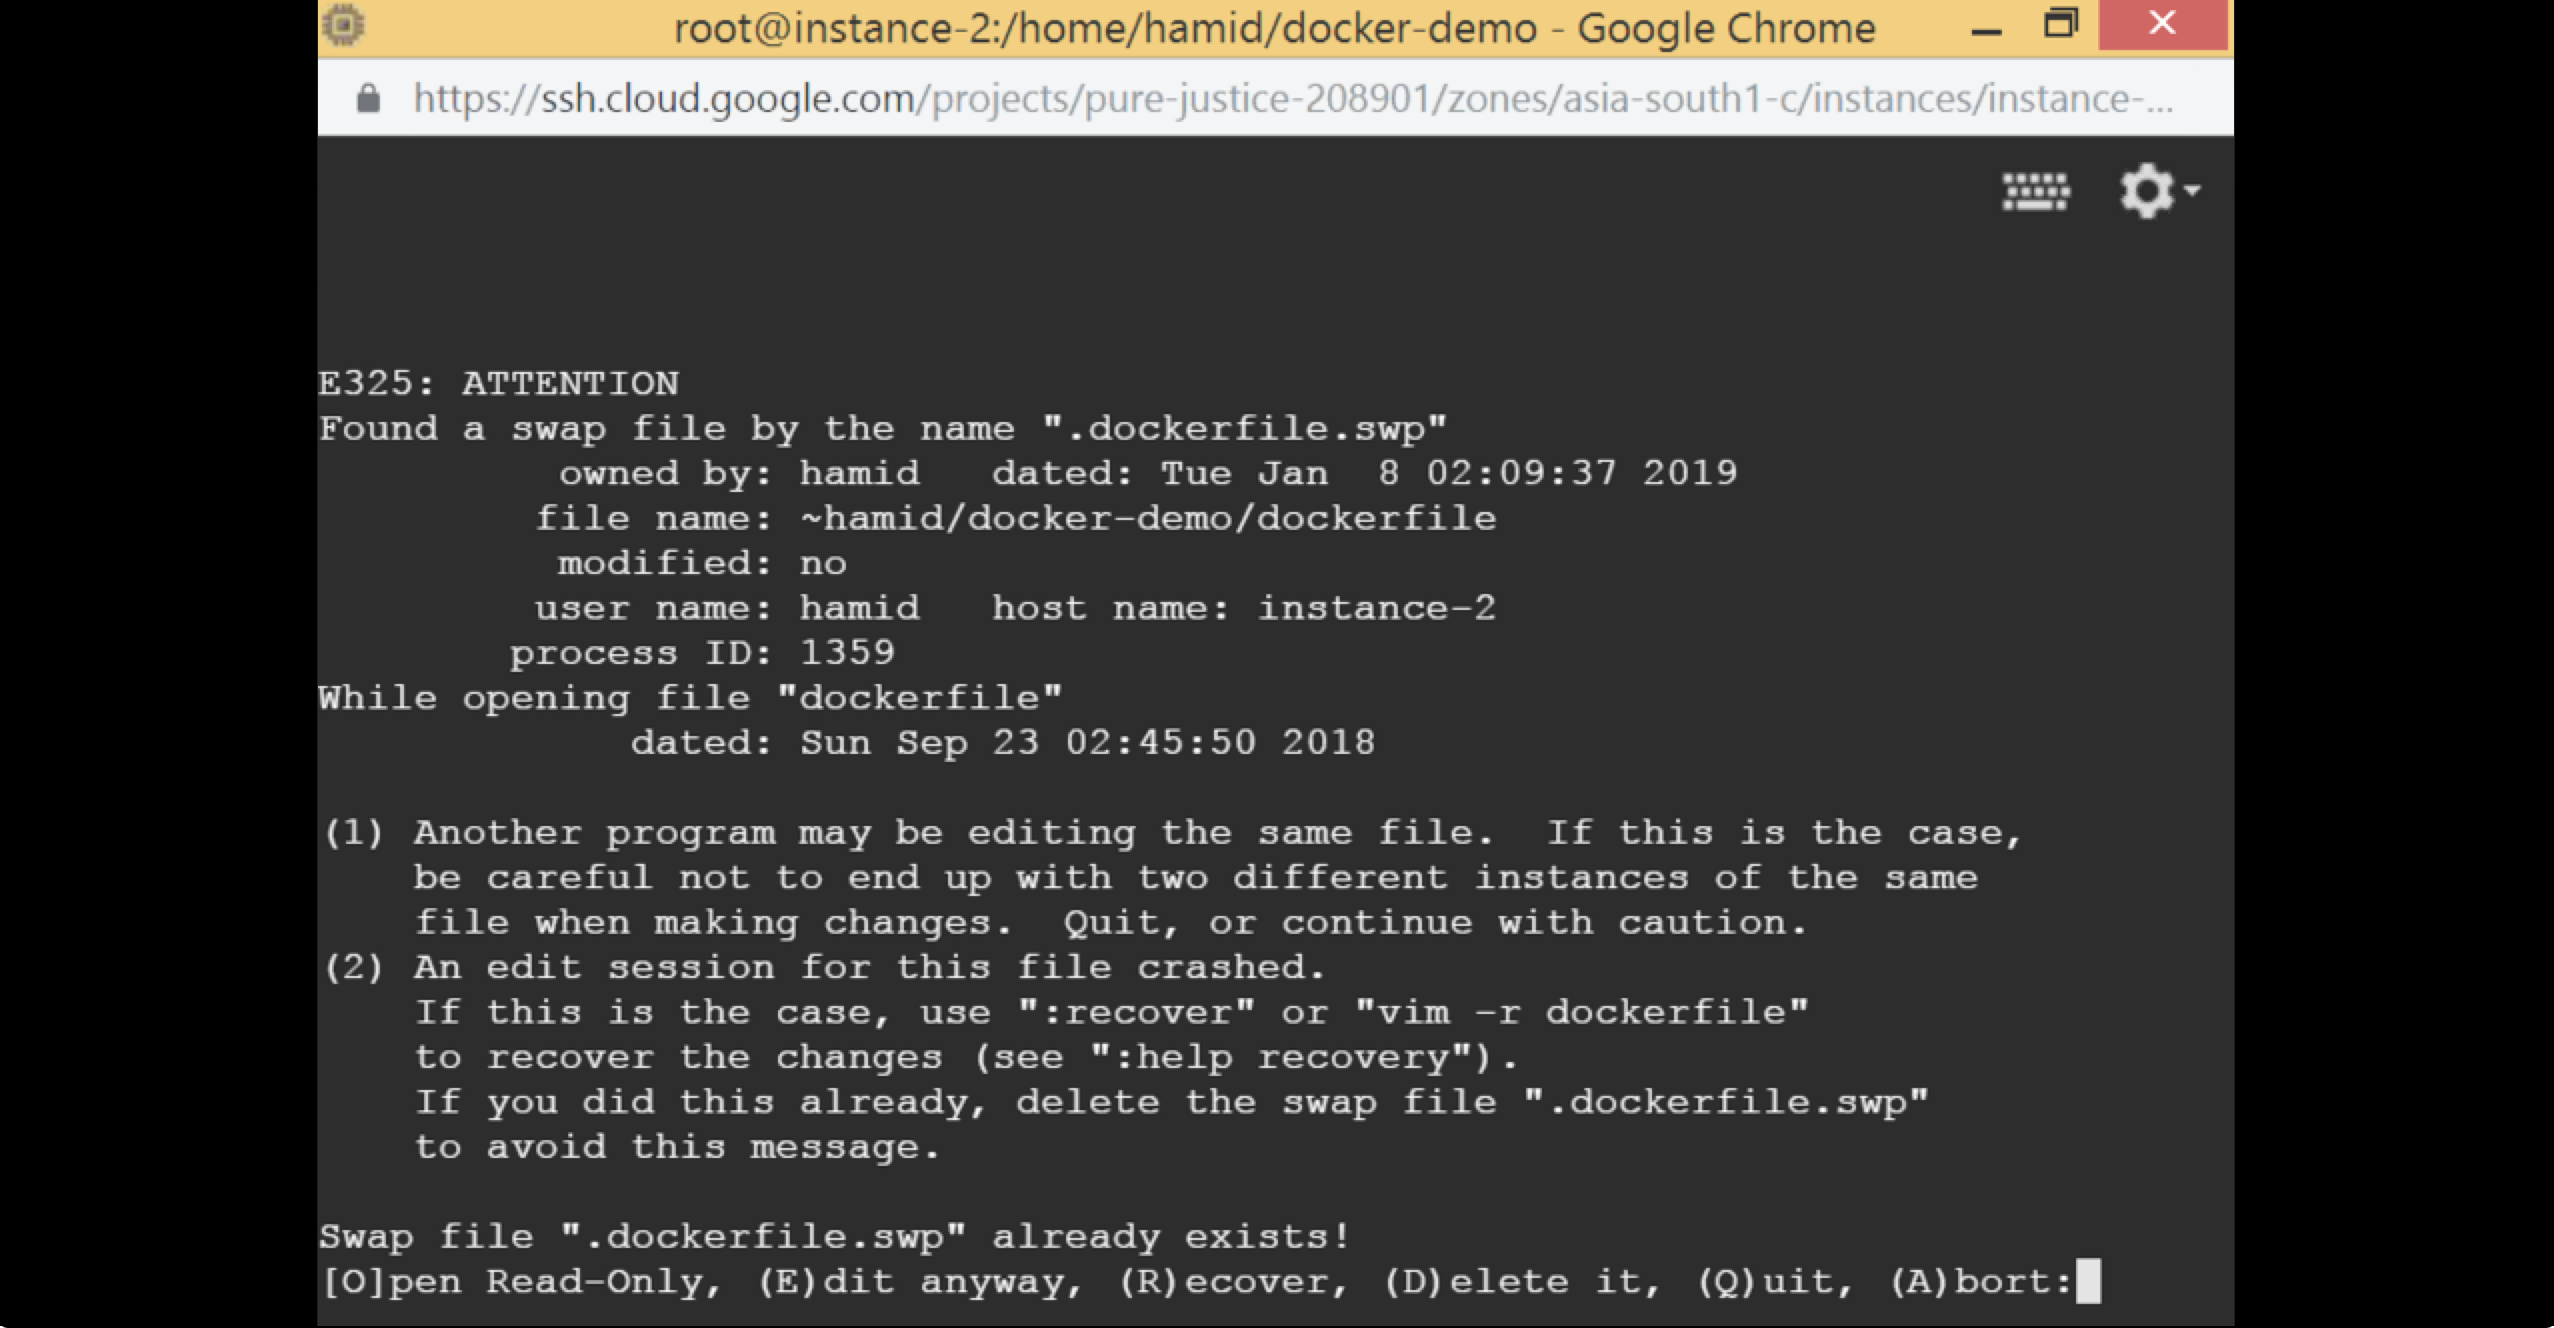 root@instance-2:/home/hamid/docker-demo - Google Chrome
https://ssh.cloud.google.com/projects/pure-justice-208901/zones/asia-south1-c/instances/instance-...
E325: ATTENTION
Found a swap file by the name ".dockerfile.swp"
owned by: hamid   dated: Tue Jan  8 02:09:37 2019
file name: ~hamid/docker-demo/dockerfile
modified: no
user name: hamid   host name: instance-2
process ID: 1359
While opening file "dockerfile"
dated: Sun Sep 23 02:45:50 2018
(1) Another program may be editing the same file.  If this is the case,
be careful not to end up with two different instances of the same
file when making changes.  Quit, or continue with caution.
(2) An edit session for this file crashed.
If this is the case, use ":recover" or "vim -r dockerfile"
to recover the changes (see ":help recovery").
If you did this already, delete the swap file ".dockerfile.swp"
to avoid this message.
Swap file ".dockerfile.swp" already exists!
[O]pen Read-Only, (E)dit anyway, (R)ecover, (D)elete it, (Q)uit, (A)bort: